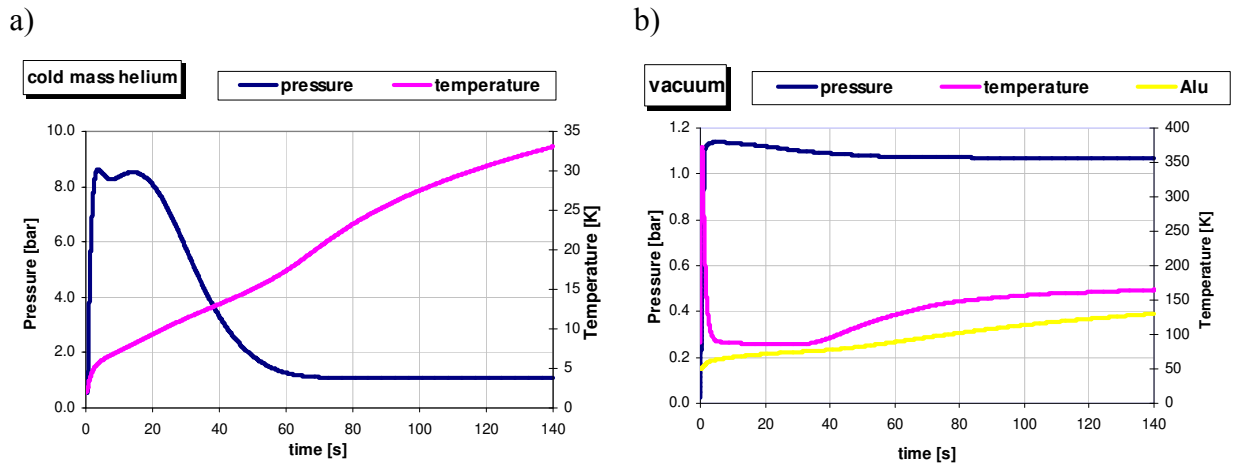 a)
cold mass helium
pressure temperature
10.0
8.0
6.0
4.0
2.0
0.0
Pressure [bar]
35
30
25
20
15
10
5
0
Temperature [K]
0 20 40 60 80 100 120 140
time [s]
b)
vacuum
pressure temperature Alu
1.2
1.0
0.8
0.6
0.4
0.2
0.0
Pressure [bar]
400
350
300
250
200
150
100
50
0
Temperature [K]
0 20 40 60 80 100 120 140
time [s]